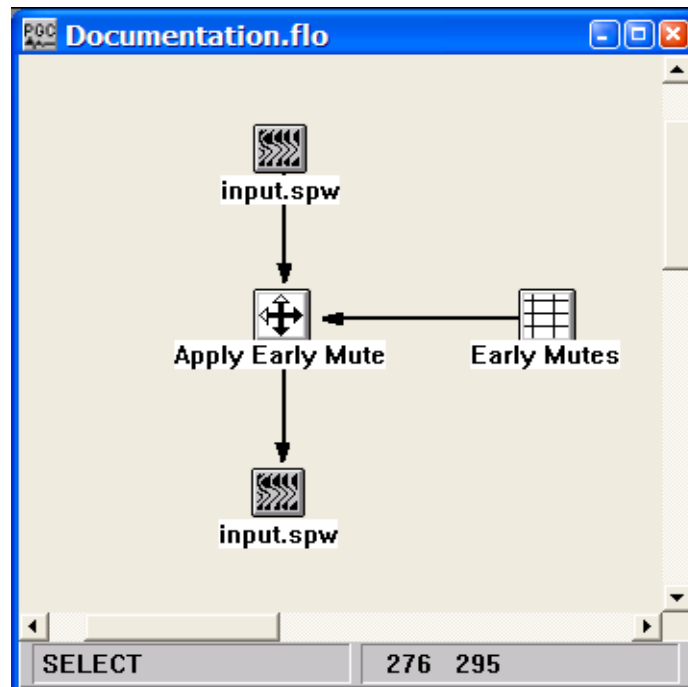 PGC Documentation.flo
input.spw
Apply Early Mute Early Mutes
input.spw
SELECT 276 295